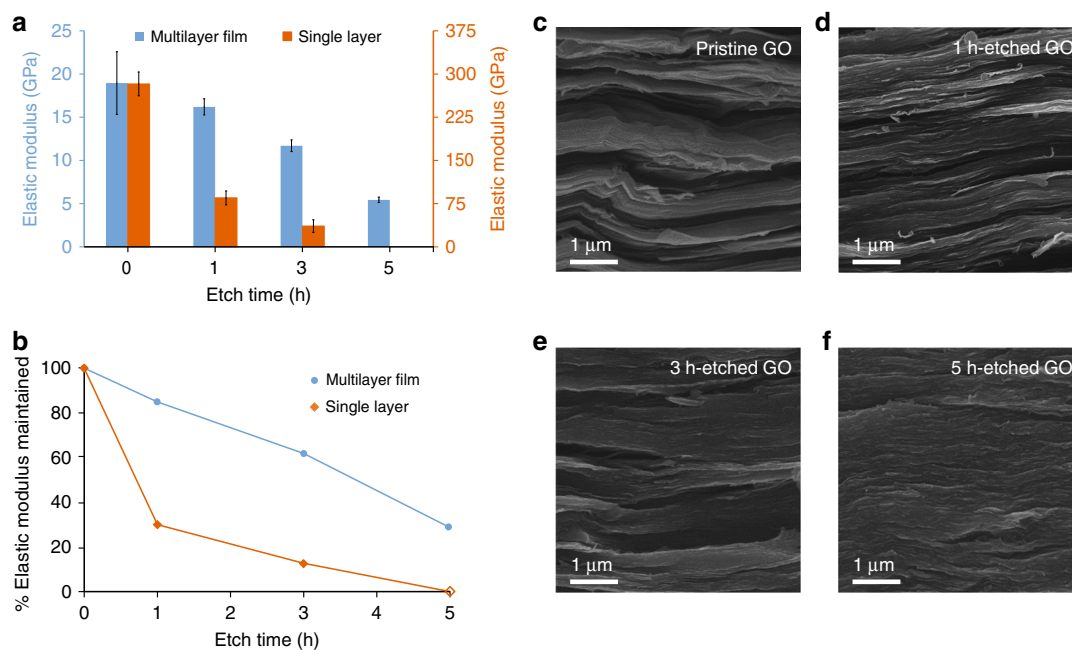 a
Multilayer film
Single layer
Elastic modulus (GPa)
25
20
15
10
5
0
375
300
225
150
75
0
Elastic modulus (GPa)
0 1 3 5
Etch time (h)
b
Multilayer film
Single layer
% Elastic modulus maintained
100
80
60
40
20
0
0 1 2 3 4 5
Etch time (h)
c
Pristine GO
1 μm
d
1 h-etched GO
1 μm
e
3 h-etched GO
1 μm
f
5 h-etched GO
1 μm